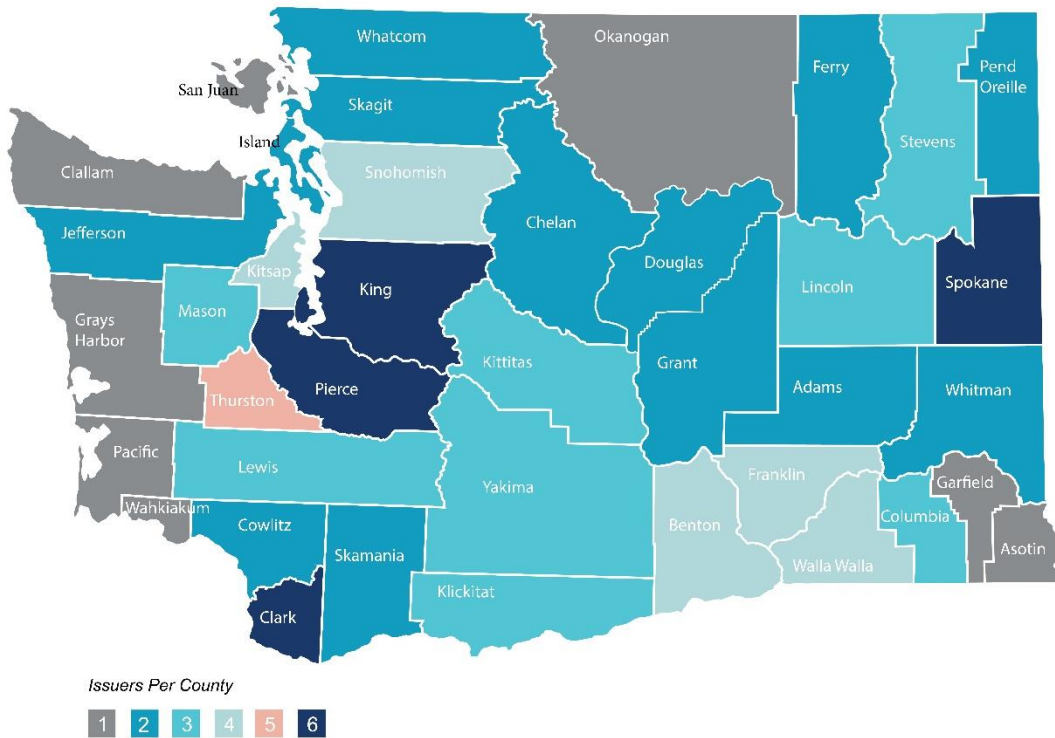 Whatcom
Okanogan
Ferry
Pend
Oreille
San Juan
Skagit
Island
Stevens
Clallam
Snohomish
Chelan
Jefferson
Douglas
Kitsap
King
Lincoln
Spokane
Mason
Grays
Harbor
Kittitas
Grant
Pierce
Adams
Whitman
Thurston
Pacific
Lewis
Franklin
Garfield
Yakima
Wahkiakum
Columbia
Cowlitz
Benton
Skamania
Asotin
Walla Walla
Klickitat
Clark
Issuers Per County
1 2 3 4 5 6